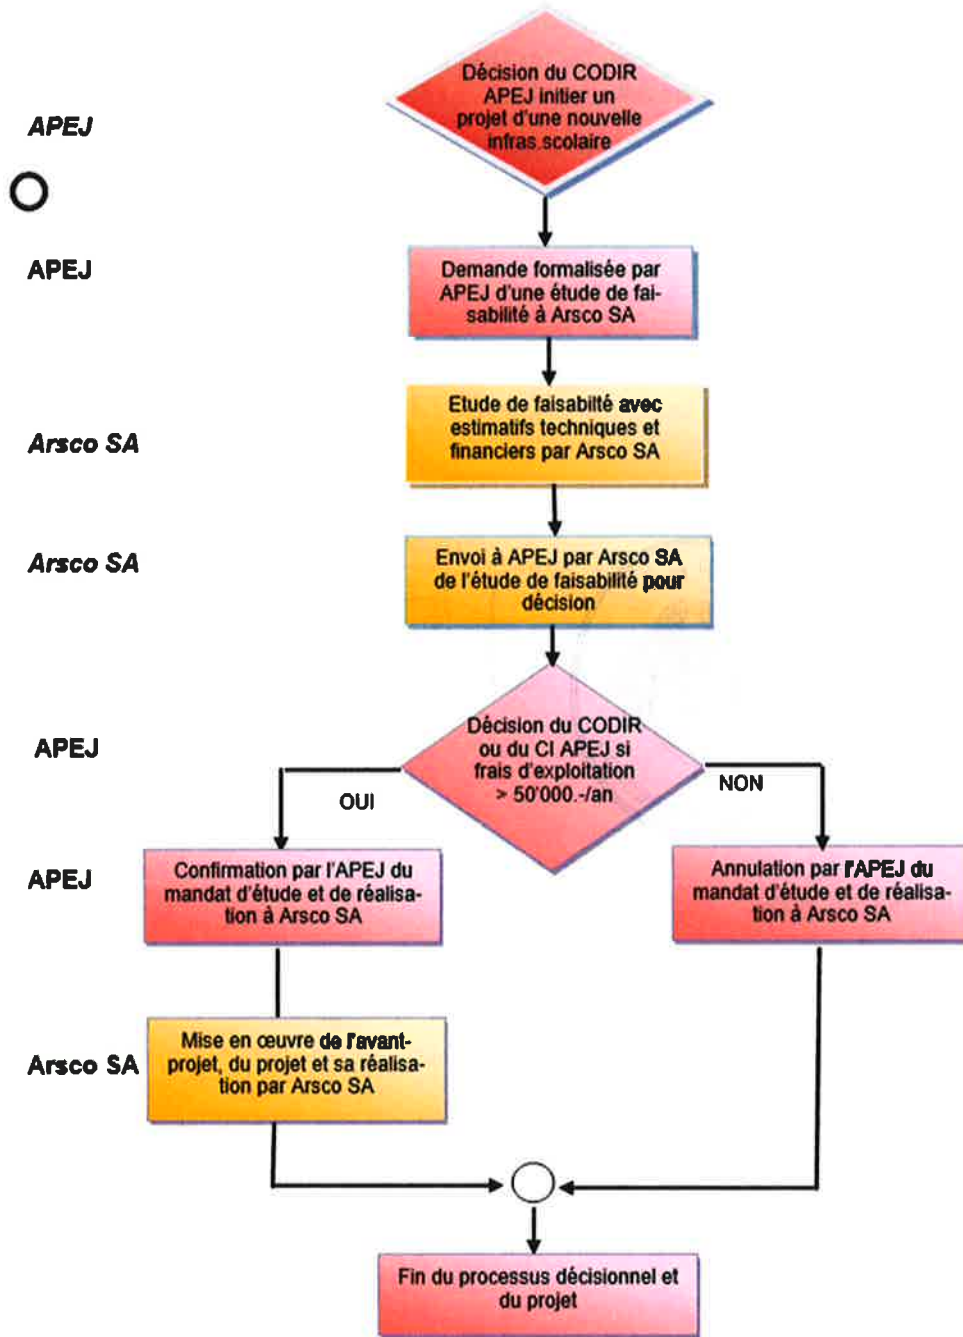 Décision du CODIR
APEJ initier un
projet d'une nouvelle
infras.scolaire
APEJ
APEJ
Demande formalisée par
APEJ d'une étude de fai-
sabilité à Arsco SA
Arsco SA
Etude de faisabilté avec
estimatifs techniques et
financiers par Arsco SA
Arsco SA
Envoi à APEJ par Arsco SA
de l'étude de faisabilité pour
décision
APEJ
Décision du CODIR
ou du CI APEJ si
frais d'exploitation
> 50'000.-/an
OUI
NON
APEJ
Confirmation par l'APEJ du
mandat d'étude et de réalisa-
tion à Arsco SA
Annulation par l'APEJ du
mandat d'étude et de réalisa-
tion à Arsco SA
Arsco SA
Mise en œuvre de l'avant-
projet, du projet et sa réalisa-
tion par Arsco SA
Fin du processus décisionnel et
du projet